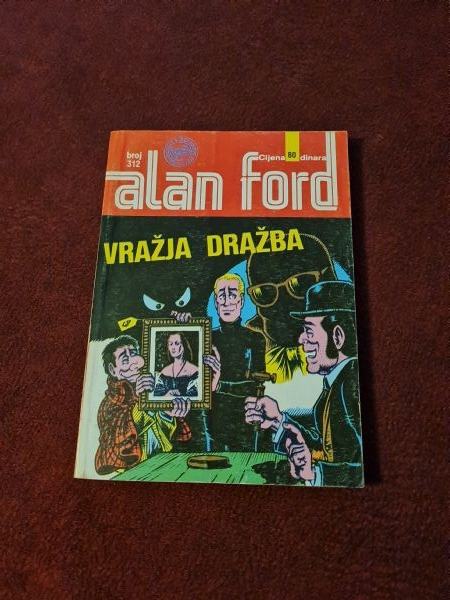 broj
312
Cijena 80 dinara
alan ford
VRAŽJA DRAŽBA